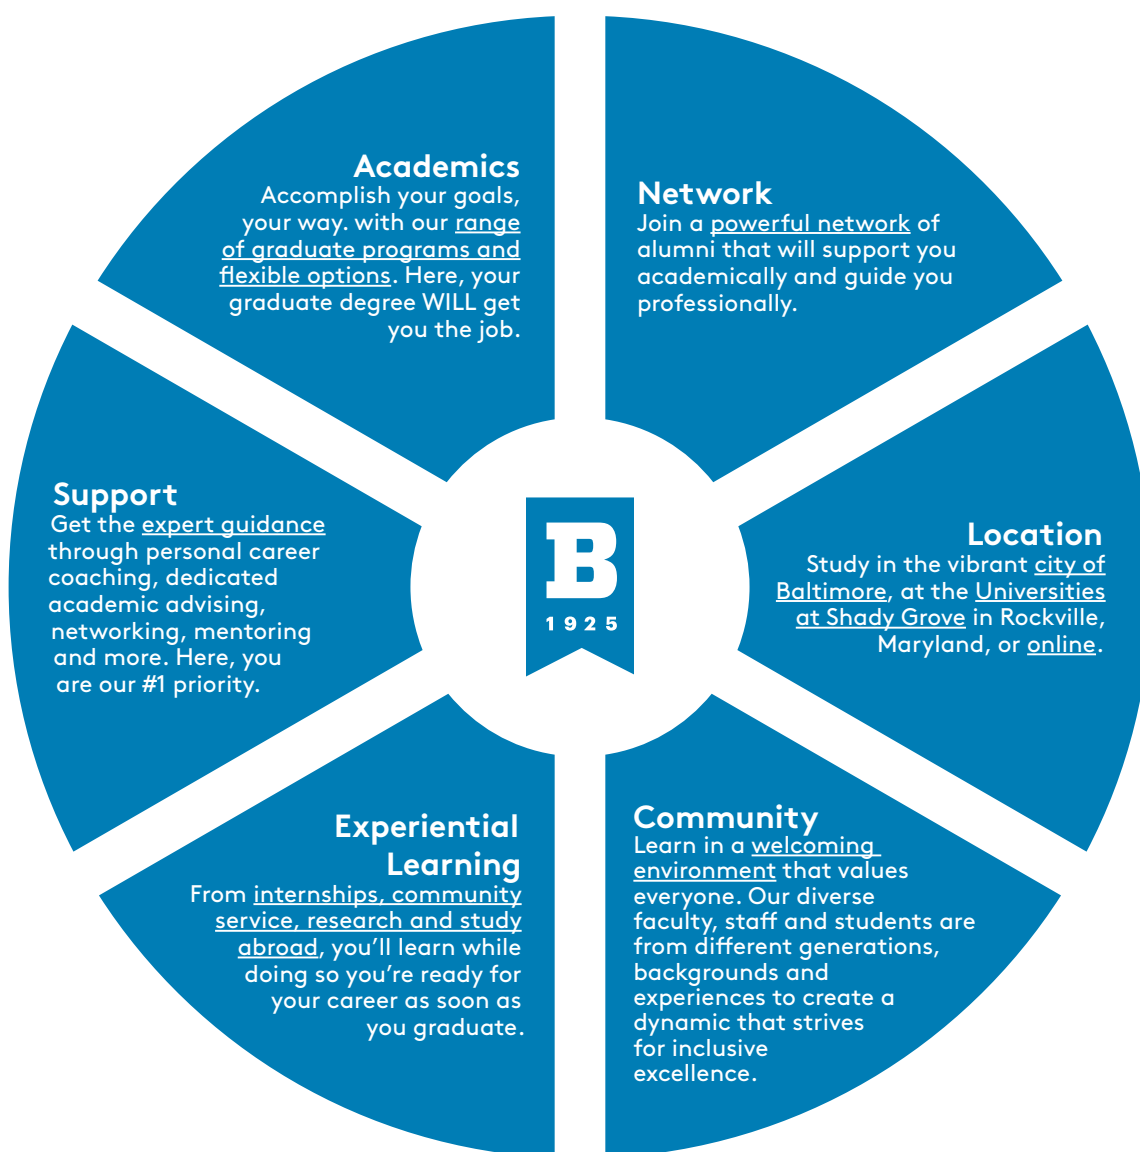 Academics
Accomplish your goals,
your way. with our range
of graduate programs and
flexible options. Here, your
graduate degree WILL get
you the job.
Network
Join a powerful network of
alumni that will support you
academically and guide you
professionally.
Support
Get the expert guidance
through personal career
coaching, dedicated
academic advising,
networking, mentoring
and more. Here, you
are our #1 priority.
B
1925
Location
Study in the vibrant city of
Baltimore, at the Universities
at Shady Grove in Rockville,
Maryland, or online.
Experiential
Learning
From internships, community
service, research and study
abroad, you’ll learn while
doing so you’re ready for
your career as soon as
you graduate.
Community
Learn in a welcoming
environment that values
everyone. Our diverse
faculty, staff and students are
from different generations,
backgrounds and
experiences to create a
dynamic that strives
for inclusive
excellence.